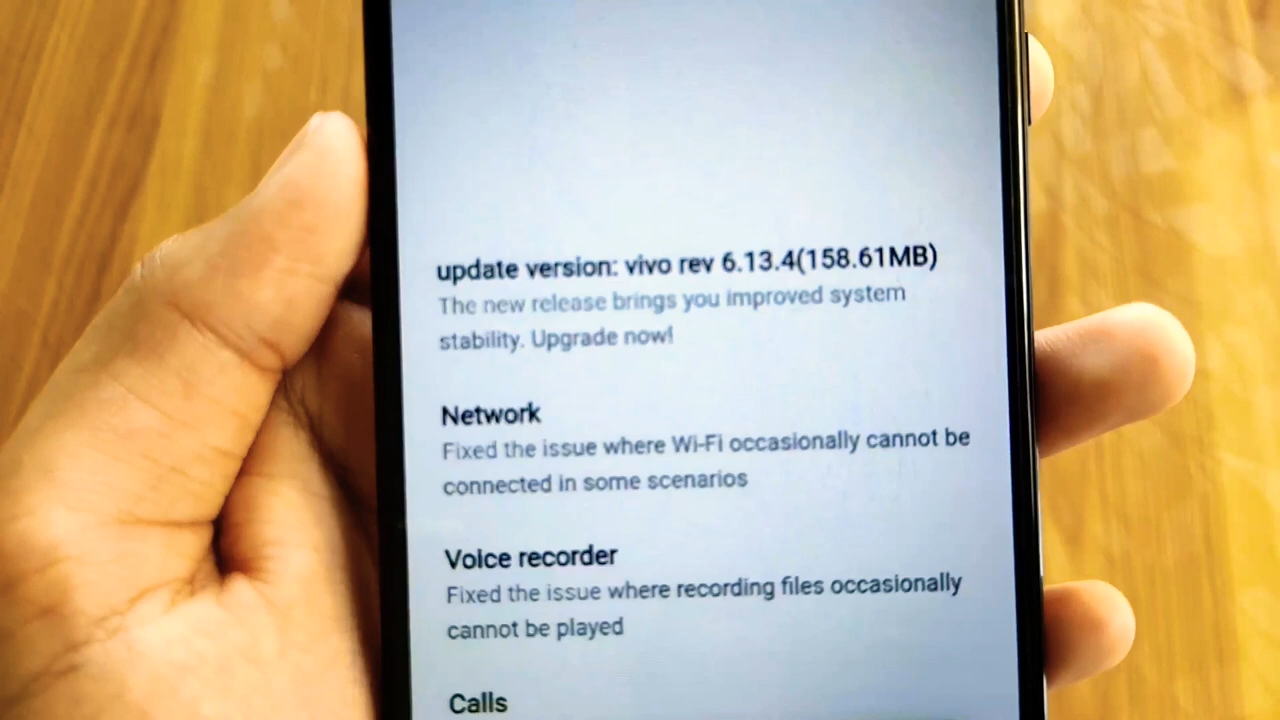 update version: vivo rev 6.13.4(158.61MB)
The new release brings you improved system
stability. Upgrade now!
Network
Fixed the issue where Wi-Fi occasionally cannot be
connected in some scenarios
Voice recorder
Fixed the issue where recording files occasionally
cannot be played
Calls